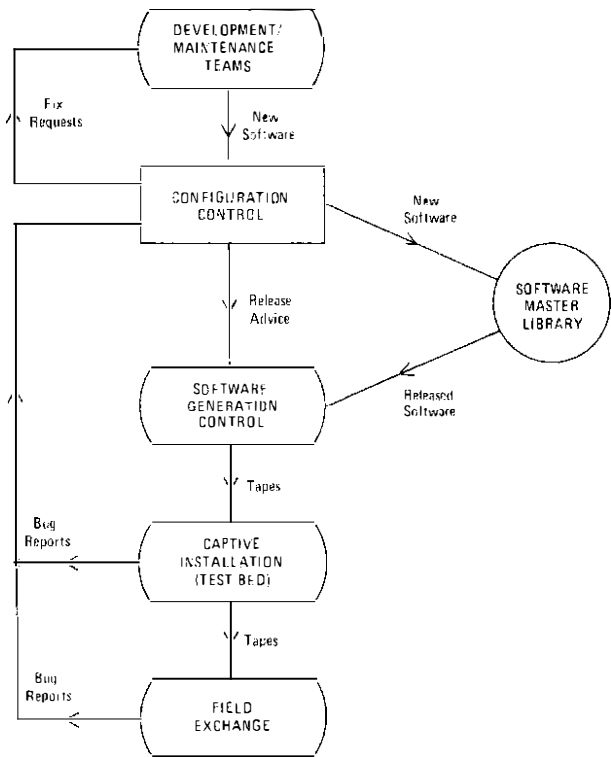 DEVELOPMENT/
MAINTENANCE
TEAMS
Fix
Requests
New
Software
CONFIGURATION
CONTROL
New
Software
SOFTWARE
MASTER
LIBRARY
Release
Advice
Released
Software
SOFTWARE
GENERATION
CONTROL
Tapes
Bug
Reports
CAPTIVE
INSTALLATION
(TEST BED)
Tapes
Bug
Reports
FIELD
EXCHANGE